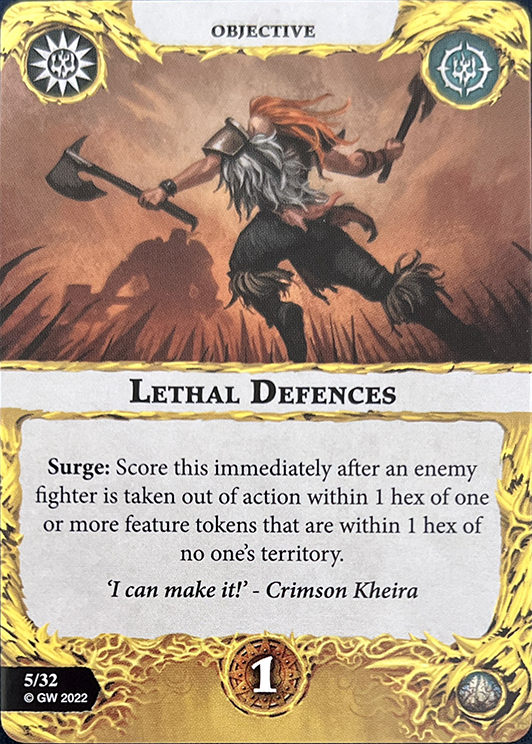 OBJECTIVE
LETHAL DEFENCES
Surge: Score this immediately after an enemy
fighter is taken out of action within 1 hex of one
or more feature tokens that are within 1 hex of
no one's territory.
'I can make it!' - Crimson Kheira
1
5/32
© GW 2022